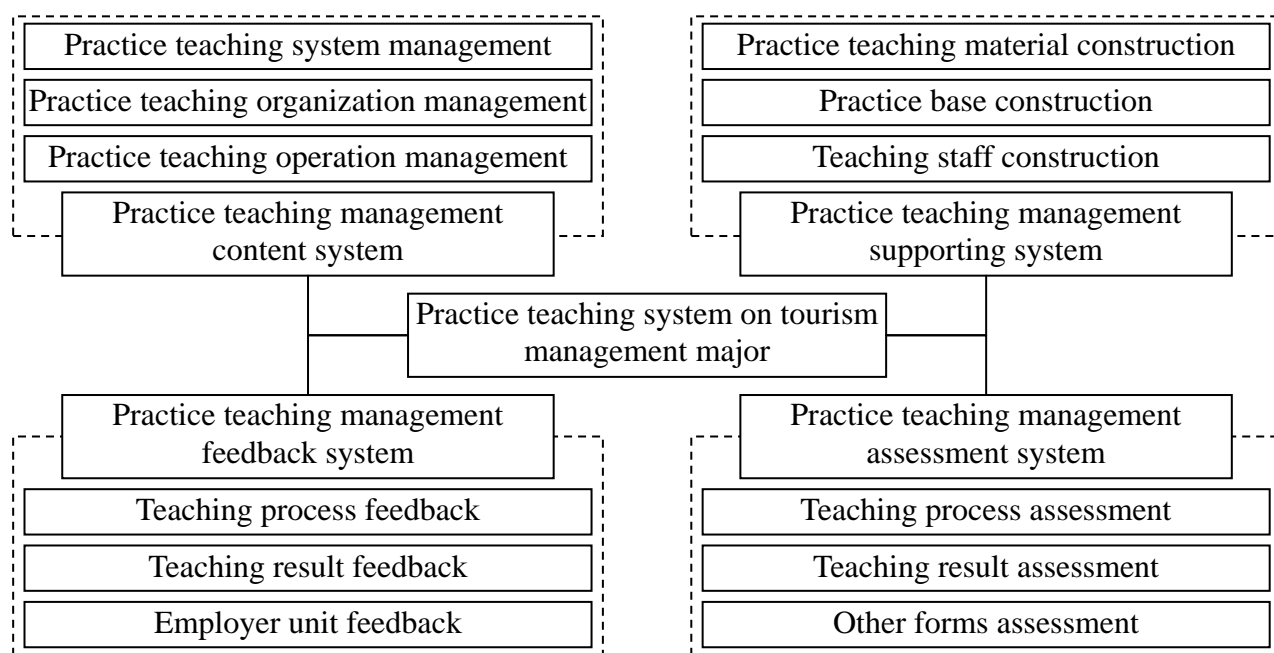 Practice teaching system management
Practice teaching organization management
Practice teaching operation management
Practice teaching management
content system
Practice teaching material construction
Practice base construction
Teaching staff construction
Practice teaching management
supporting system
Practice teaching system on tourism
management major
Practice teaching management
feedback system
Teaching process feedback
Teaching result feedback
Employer unit feedback
Practice teaching management
assessment system
Teaching process assessment
Teaching result assessment
Other forms assessment